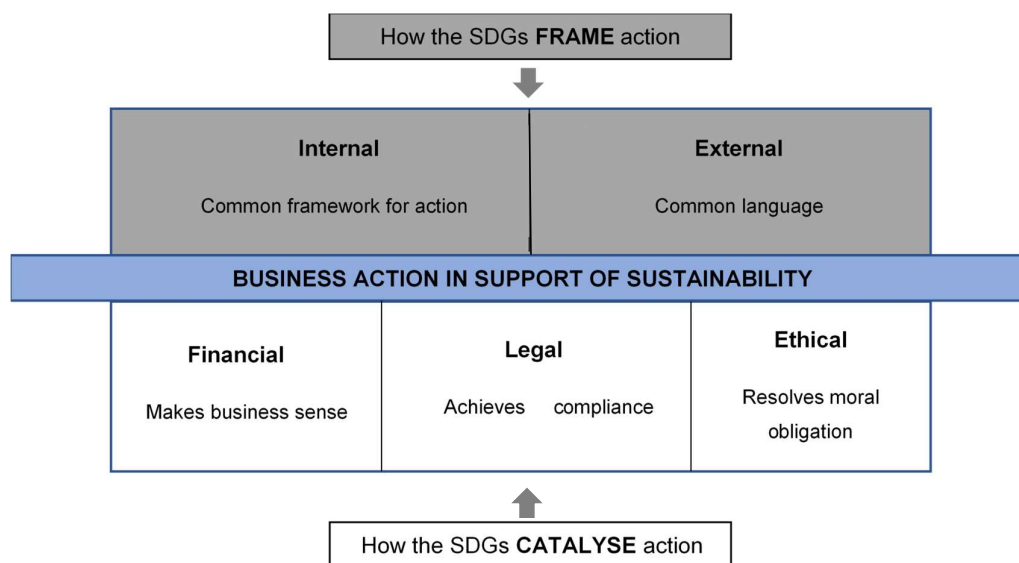 How the SDGs FRAME action
Internal
External
Common framework for action
Common language
BUSINESS ACTION IN SUPPORT OF SUSTAINABILITY
Financial
Legal
Ethical
Makes business sense
Achieves compliance
Resolves moral
obligation
How the SDGs CATALYSE action